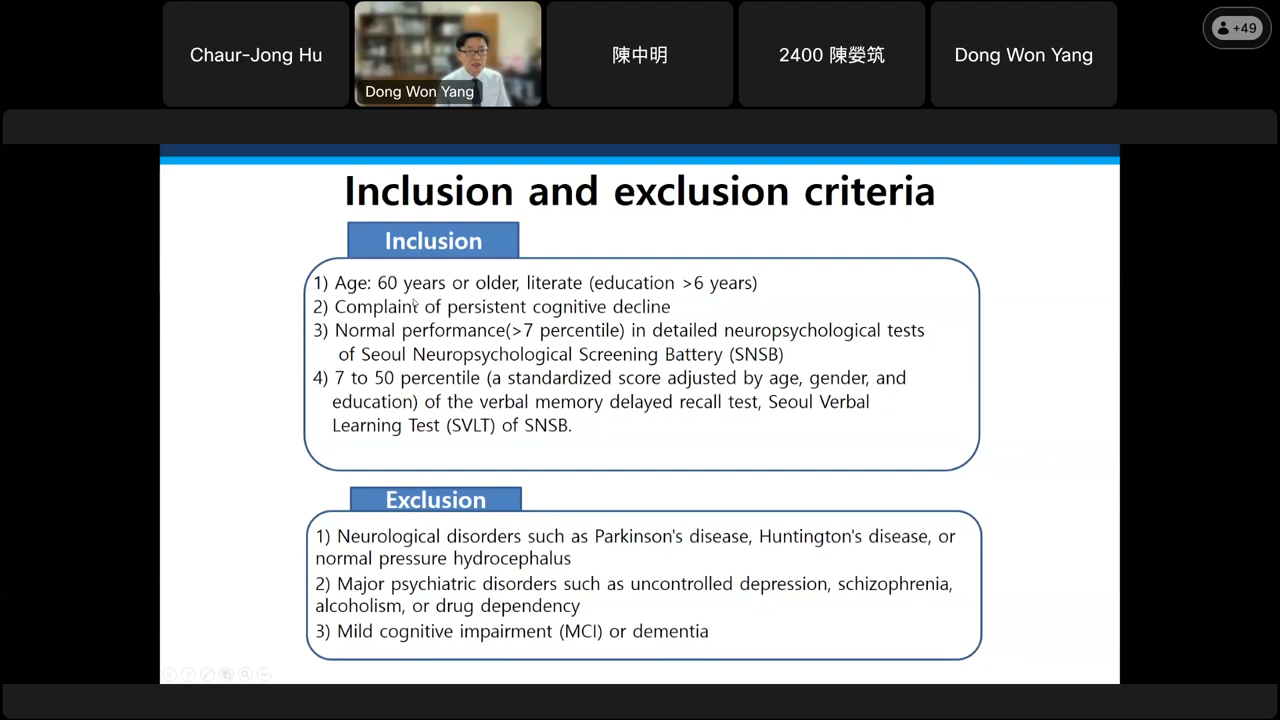 Chaur-Jong Hu
Dong Won Yang
陳中明
2400 陳嫈筑
Dong Won Yang
+49
Inclusion and exclusion criteria
Inclusion
1) Age: 60 years or older, literate (education >6 years)
2) Complaint of persistent cognitive decline
3) Normal performance(>7 percentile) in detailed neuropsychological tests
of Seoul Neuropsychological Screening Battery (SNSB)
4) 7 to 50 percentile (a standardized score adjusted by age, gender, and
education) of the verbal memory delayed recall test, Seoul Verbal
Learning Test (SVLT) of SNSB.
Exclusion
1) Neurological disorders such as Parkinson's disease, Huntington's disease, or
normal pressure hydrocephalus
2) Major psychiatric disorders such as uncontrolled depression, schizophrenia,
alcoholism, or drug dependency
3) Mild cognitive impairment (MCI) or dementia